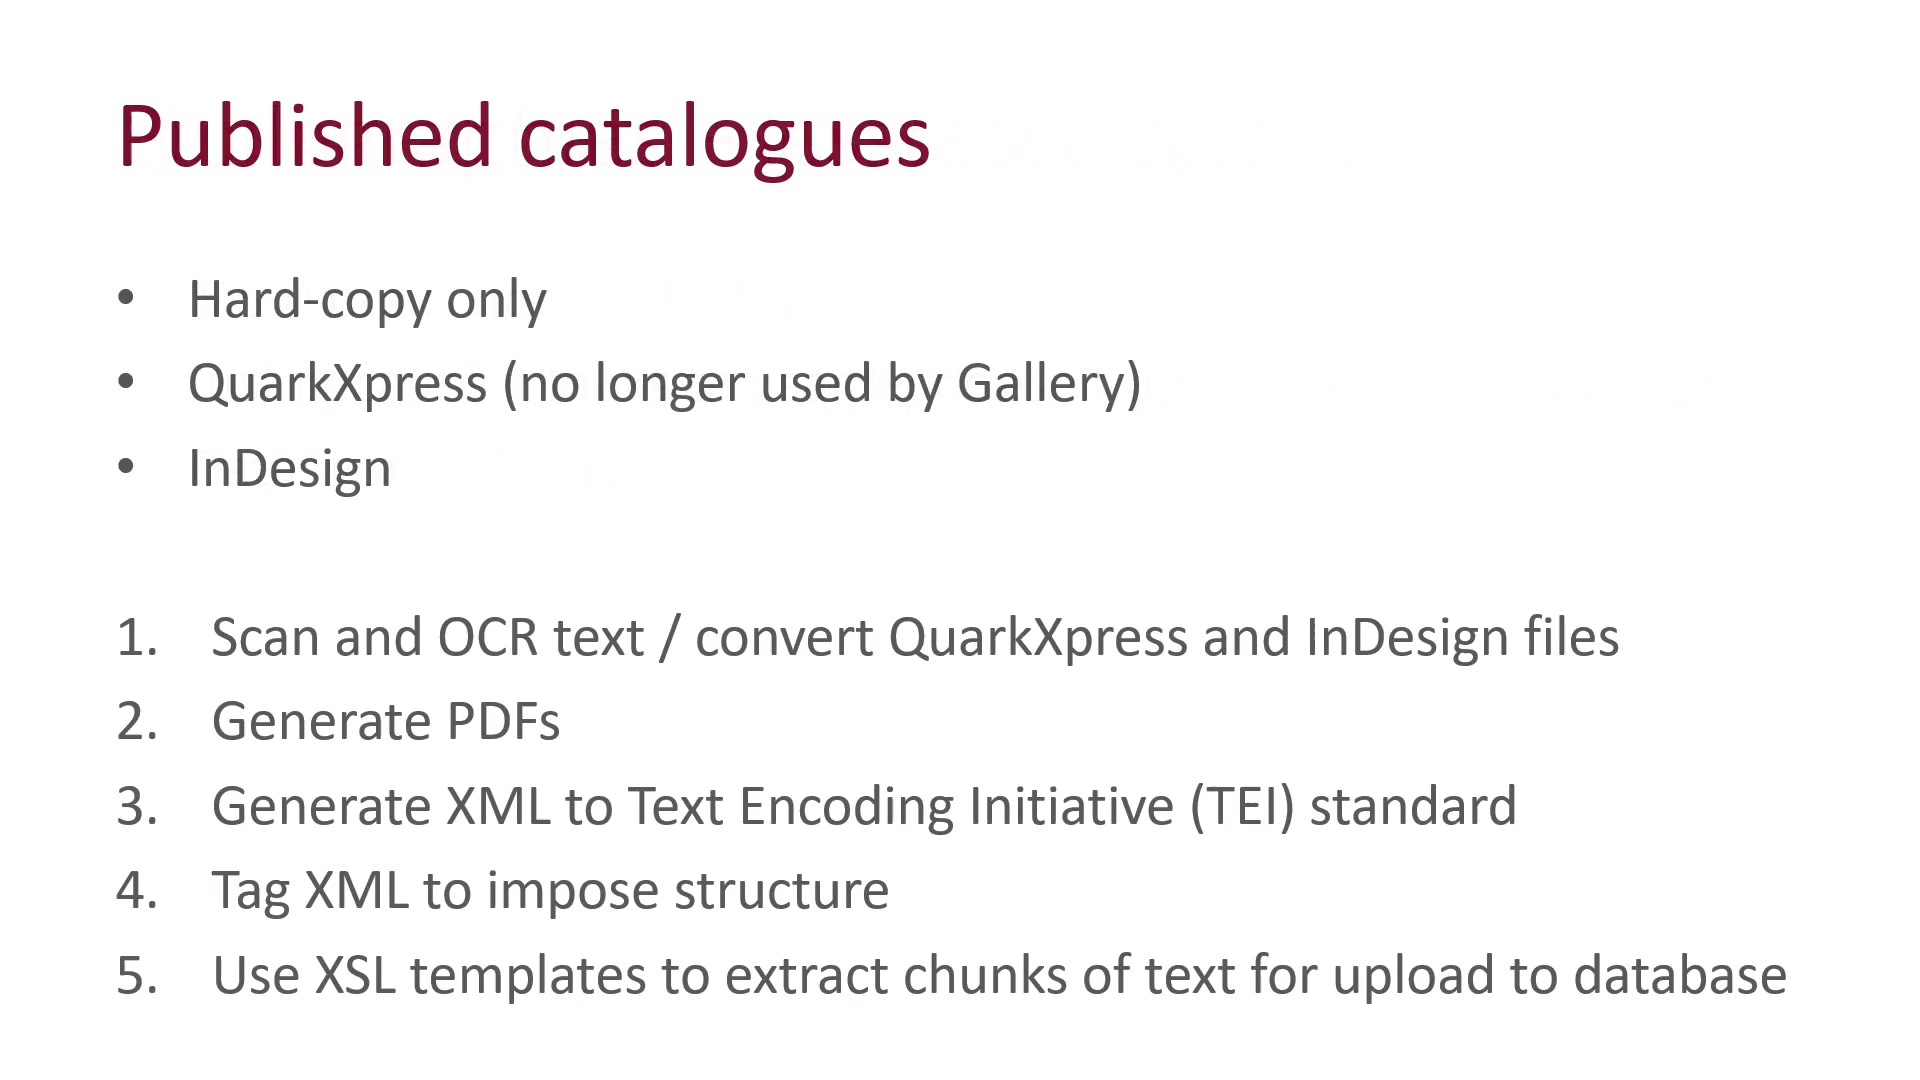 Published catalogues
• Hard-copy only
• QuarkXpress (no longer used by Gallery)
• InDesign
1. Scan and OCR text / convert QuarkXpress and InDesign files
2. Generate PDFs
3. Generate XML to Text Encoding Initiative (TEI) standard
4. Tag XML to impose structure
5. Use XSL templates to extract chunks of text for upload to database